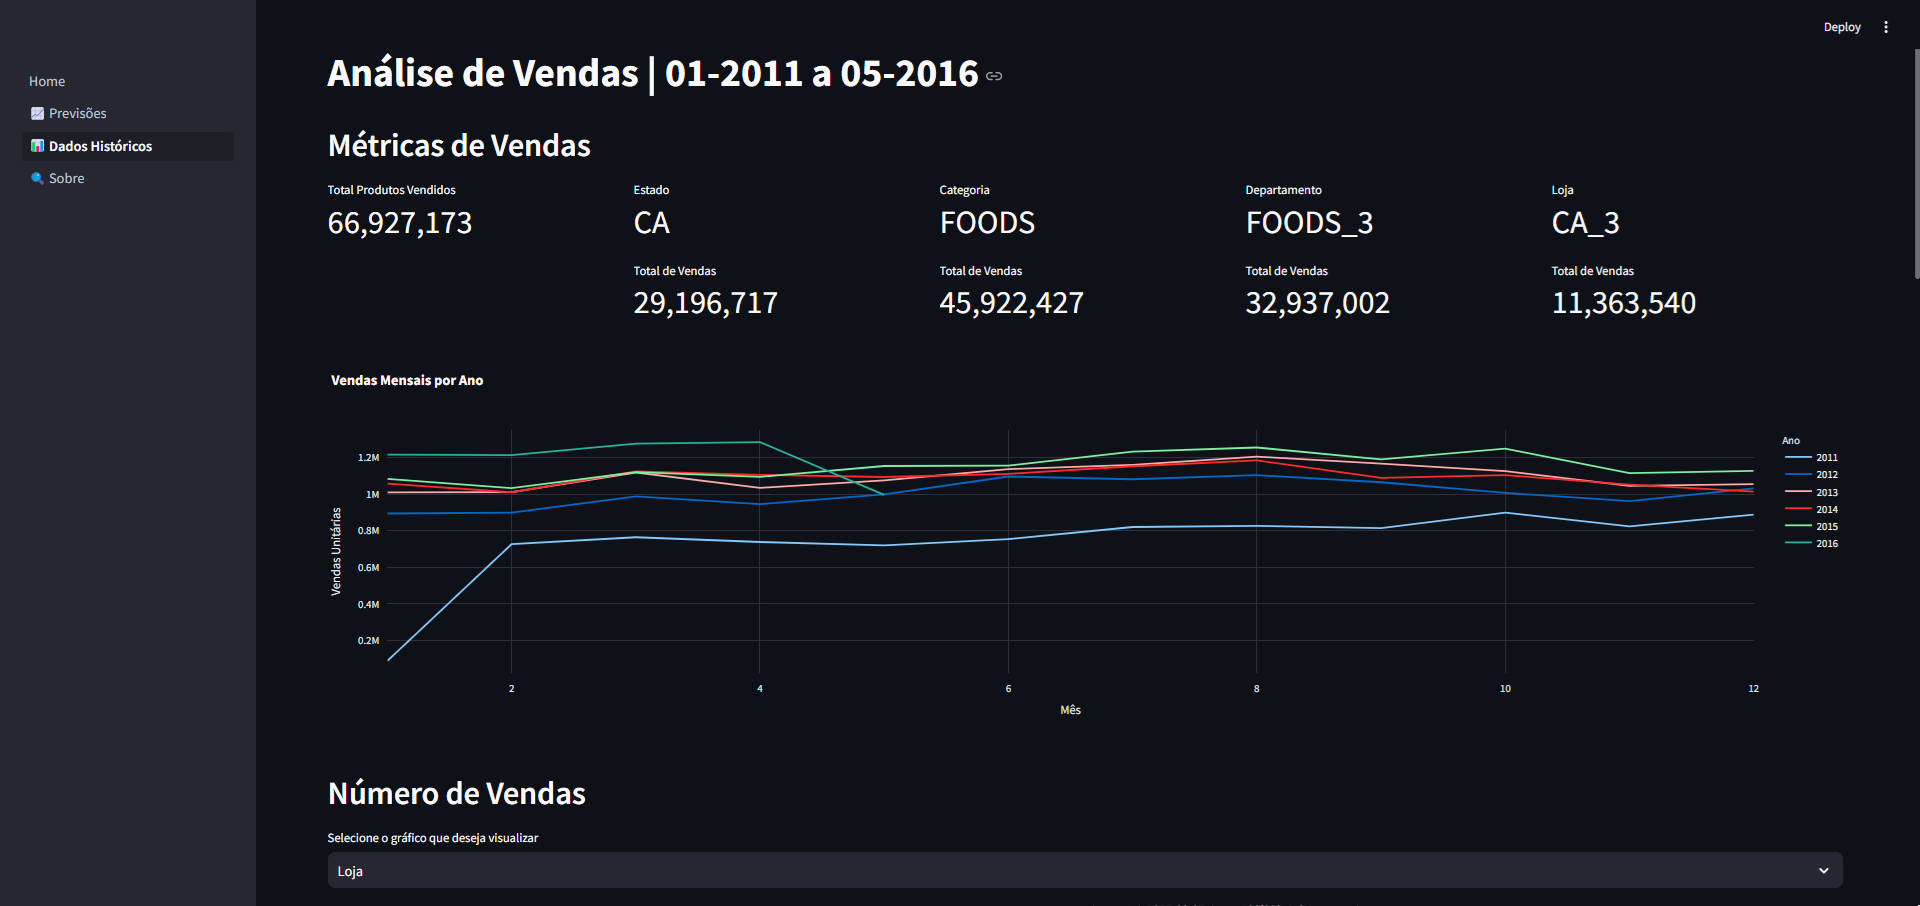 Deploy
Home
Previsões
Dados Históricos
Sobre
Análise de Vendas | 01-2011 a 05-2016
Métricas de Vendas
Total Produtos Vendidos
66,927,173
Estado
CA
Total de Vendas
29,196,717
Categoria
FOODS
Total de Vendas
45,922,427
Departamento
FOODS_3
Total de Vendas
32,937,002
Loja
CA_3
Total de Vendas
11,363,540
Vendas Mensais por Ano
Vendas Unitárias
1.2M
1M
0.8M
0.6M
0.4M
0.2M
2
4
6
8
10
12
Mês
Ano
2011
2012
2013
2014
2015
2016
Número de Vendas
Selecione o gráfico que deseja visualizar
Loja